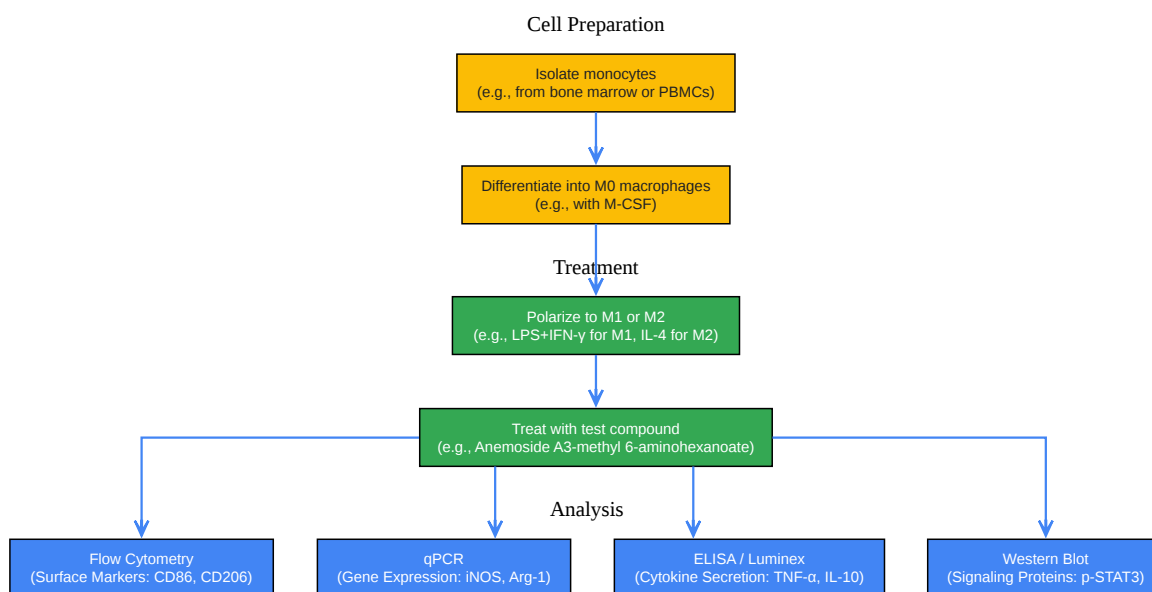 Cell Preparation
Isolate monocytes
(e.g., from bone marrow or PBMCs)
Differentiate into M0 macrophages
(e.g., with M-CSF)
Treatment
Polarize to M1 or M2
(e.g., LPS+IFN-γ for M1, IL-4 for M2)
Treat with test compound
(e.g., Anemoside A3-methyl 6-aminohexanoate)
Analysis
Flow Cytometry
(Surface Markers: CD86, CD206)
qPCR
(Gene Expression: iNOS, Arg-1)
ELISA / Luminex
(Cytokine Secretion: TNF-α, IL-10)
Western Blot
(Signaling Proteins: p-STAT3)